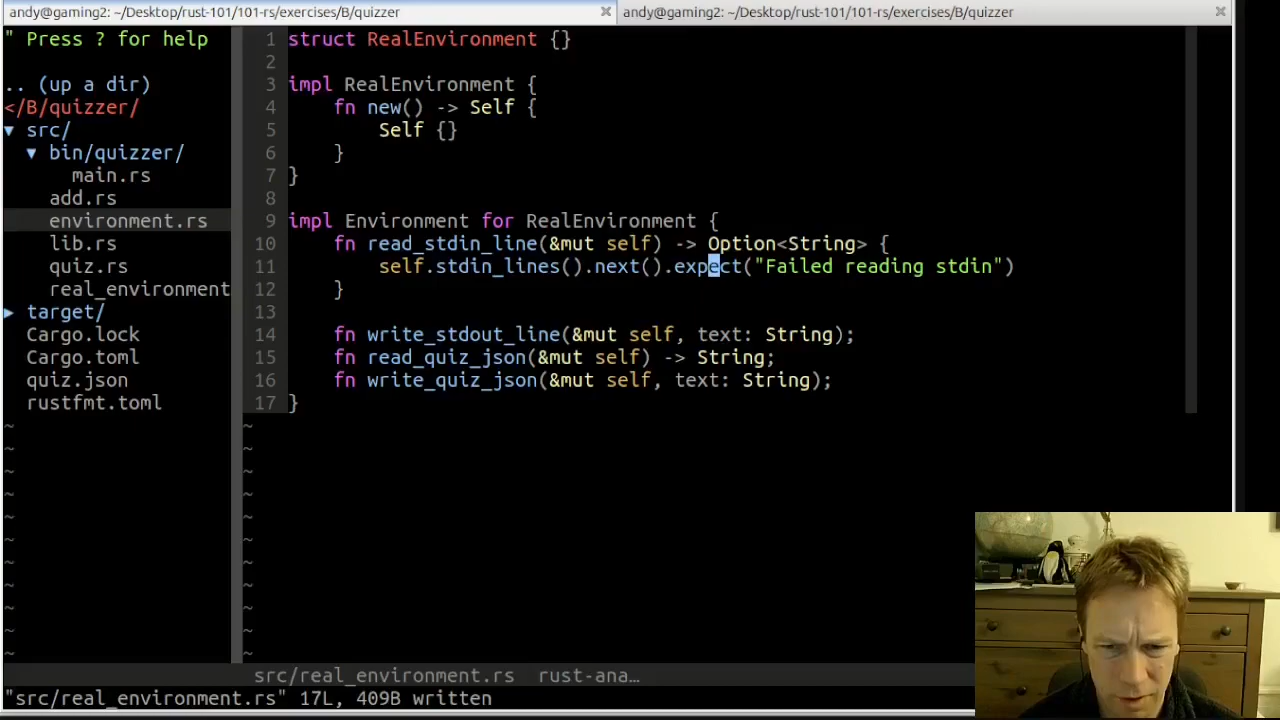 andy@gaming2: ~/Desktop/rust-101/101-rs/exercises/B/quizzer
andy@gaming2: ~/Desktop/rust-101/101-rs/exercises/B/quizzer
" Press ? for help
.. (up a dir)
</B/quizzer/
▼ src/
▼ bin/quizzer/
main.rs
add.rs
environment.rs
lib.rs
quiz.rs
real_environment
▶ target/
Cargo.lock
Cargo.toml
quiz.json
rustfmt.toml
~
~
~
~
~
~
~
~
~
~
~
1 struct RealEnvironment {}
2
3 impl RealEnvironment {
4     fn new() -> Self {
5         Self {}
6     }
7 }
8
9 impl Environment for RealEnvironment {
10     fn read_stdin_line(&mut self) -> Option<String> {
11         self.stdin_lines().next().expect("Failed reading stdin")
12     }
13
14     fn write_stdout_line(&mut self, text: String);
15     fn read_quiz_json(&mut self) -> String;
16     fn write_quiz_json(&mut self, text: String);
17 }
~
~
~
~
~
~
~
~
~
~
~
src/real_environment.rs  rust-ana…
"src/real_environment.rs" 17L, 409B written